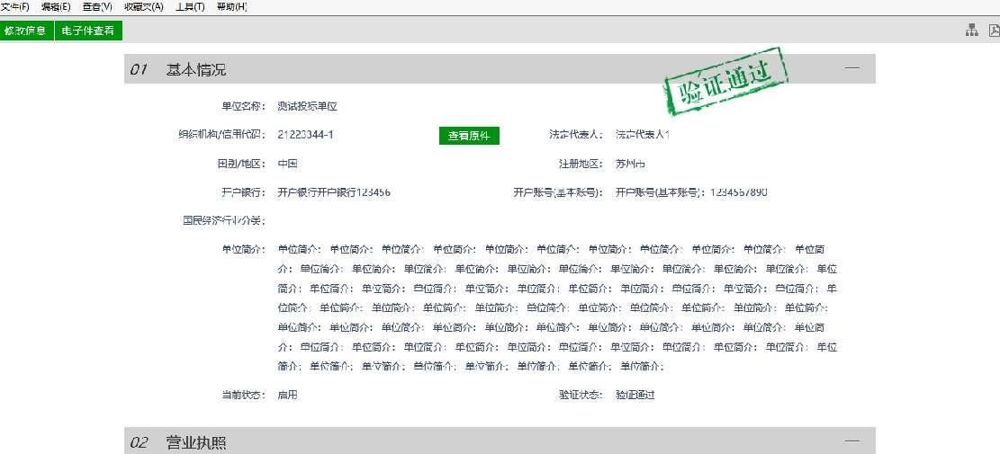 文件(F) 编辑(E) 查看(V) 收藏夹(A) 工具(T) 帮助(H)
修改信息 电子件查看
01 基本情况
验证通过
单位名称： 测试投标单位
组织机构/信用代码： 21223344-1 查看原件 法定代表人： 法定代表人1
国别/地区： 中国 注册地区： 苏州市
开户银行： 开户银行开户银行123456 开户账号(基本账号)： 开户账号(基本账号)：1234567890
国民经济行业分类：
单位简介： 单位简介： 单位简介： 单位简介： 单位简介： 单位简介： 单位简介： 单位简介： 单位简介： 单位简介： 单位简介： 单位简
介： 单位简介： 单位简介： 单位简介： 单位简介： 单位简介： 单位简介： 单位简介： 单位简介： 单位简介： 单位简介： 单位
简介： 单位简介： 单位简介： 单位简介： 单位简介： 单位简介： 单位简介： 单位简介： 单位简介： 单位简介： 单位简介： 单
位简介： 单位简介： 单位简介： 单位简介： 单位简介： 单位简介： 单位简介： 单位简介： 单位简介： 单位简介： 单位简介：
单位简介： 单位简介： 单位简介： 单位简介： 单位简介： 单位简介： 单位简介： 单位简介： 单位简介： 单位简介： 单位简
介： 单位简介： 单位简介： 单位简介： 单位简介： 单位简介： 单位简介： 单位简介： 单位简介： 单位简介： 单位简介： 单位
简介： 单位简介： 单位简介： 单位简介： 单位简介： 单位简介： 单位简介： 单位简介：
当前状态： 启用 验证状态： 验证通过
02 营业执照